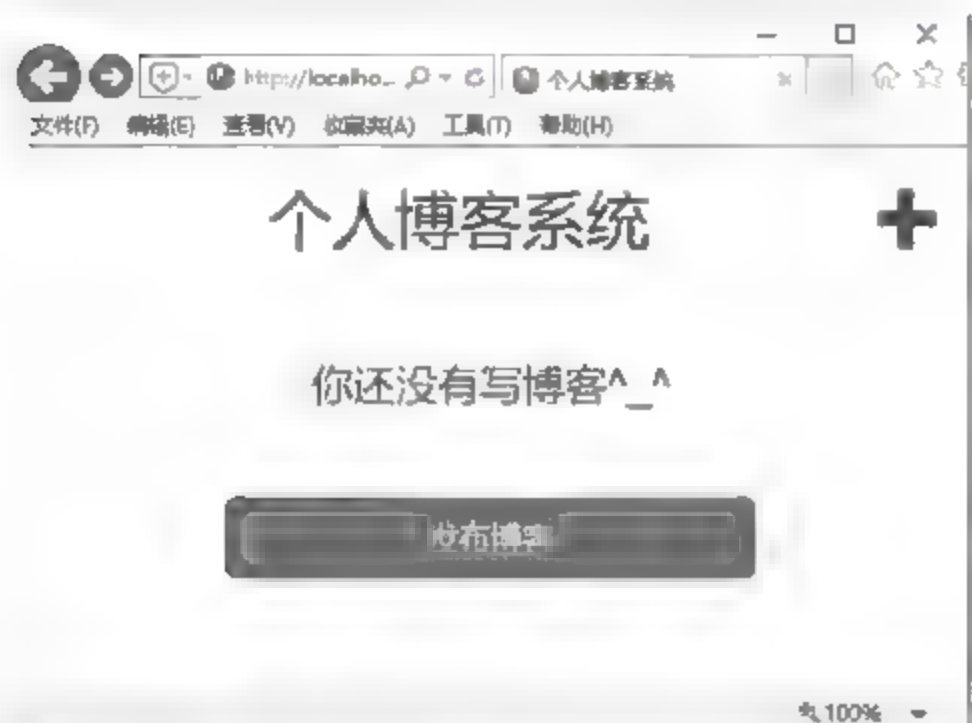 http://localho... 个人博客系统
文件(F) 编辑(E) 查看(V) 收藏夹(A) 工具(T) 帮助(H)
个人博客系统
你还没有写博客^_^
发布博客
100%